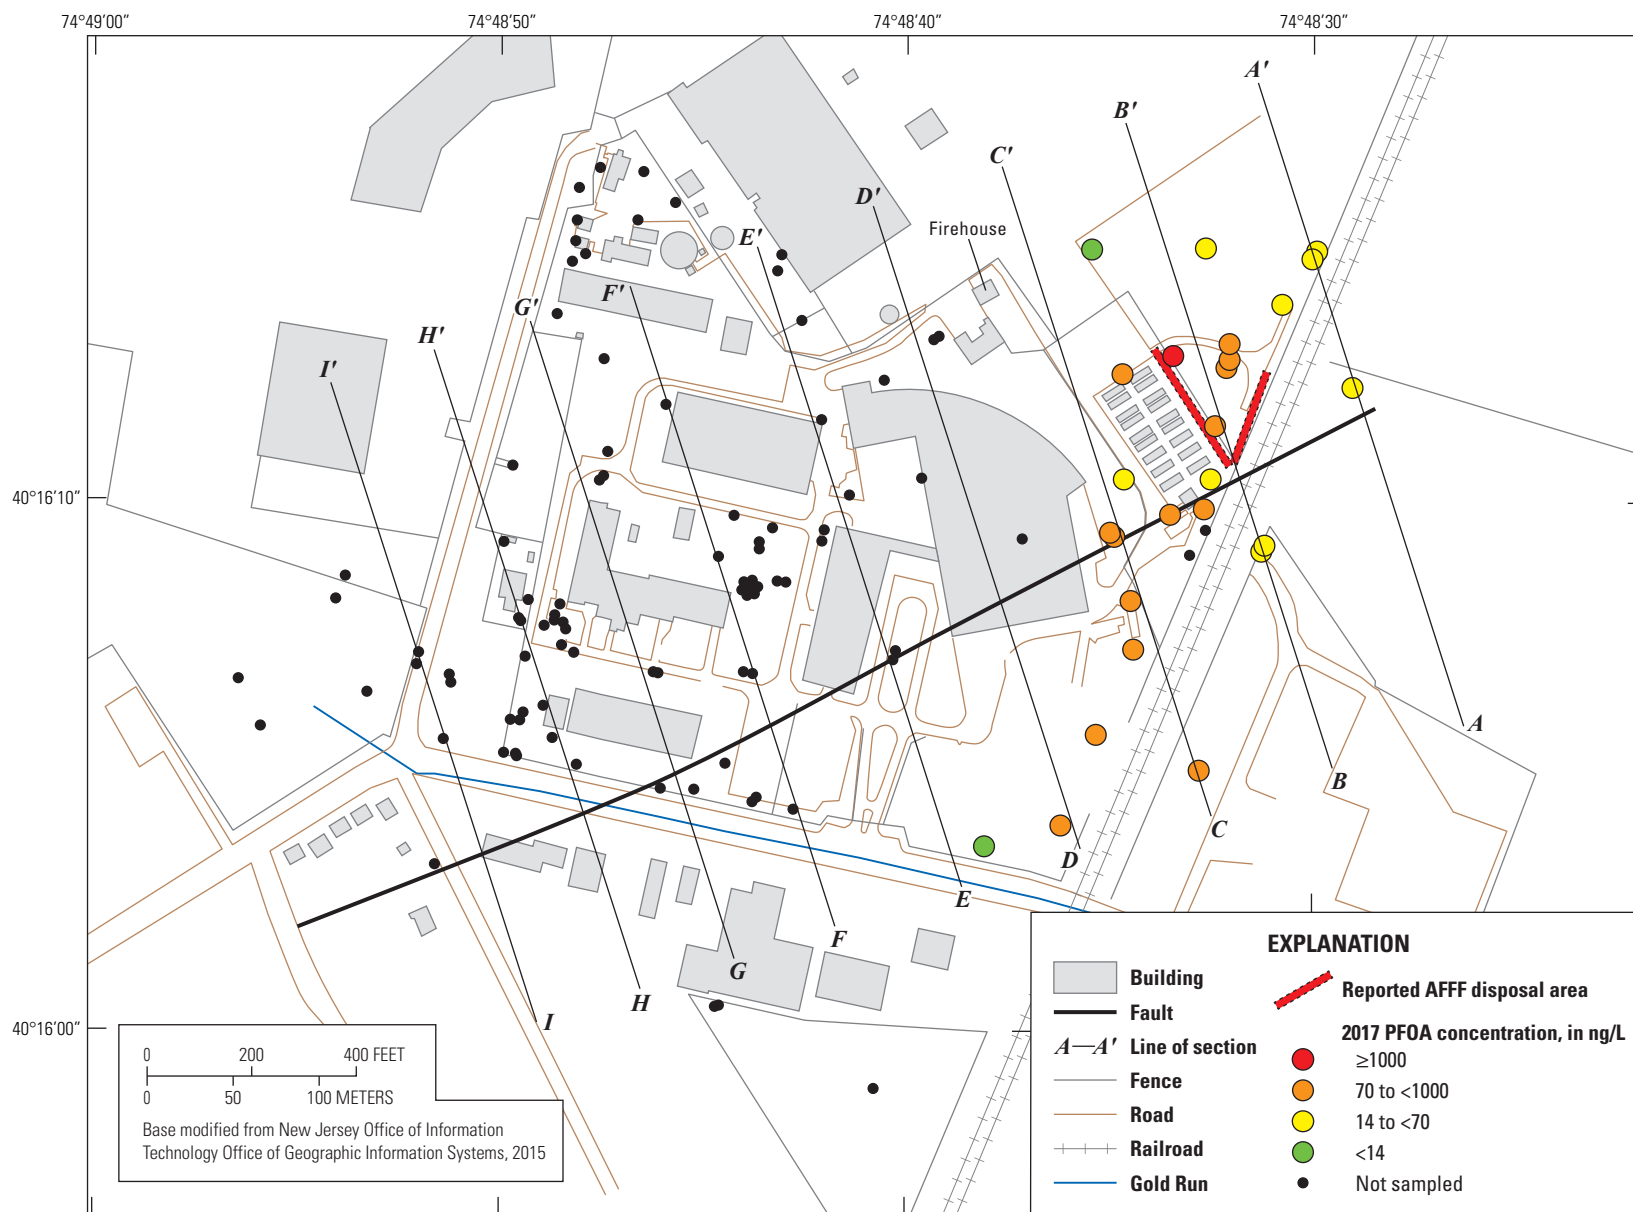 74°49′00″
74°48′50″
74°48′40″
74°48′30″
A'
B'
C'
D'
Firehouse
E'
F'
G'
H'
I'
40°16′10″
A
B
C
D
E
F
G
H
I
40°16′00″
0 200 400 FEET
0 50 100 METERS
Base modified from New Jersey Office of Information
Technology Office of Geographic Information Systems, 2015
EXPLANATION
Building
Fault
A—A' Line of section
Fence
Road
Railroad
Gold Run
Reported AFFF disposal area
2017 PFOA concentration, in ng/L
≥1000
70 to <1000
14 to <70
<14
Not sampled